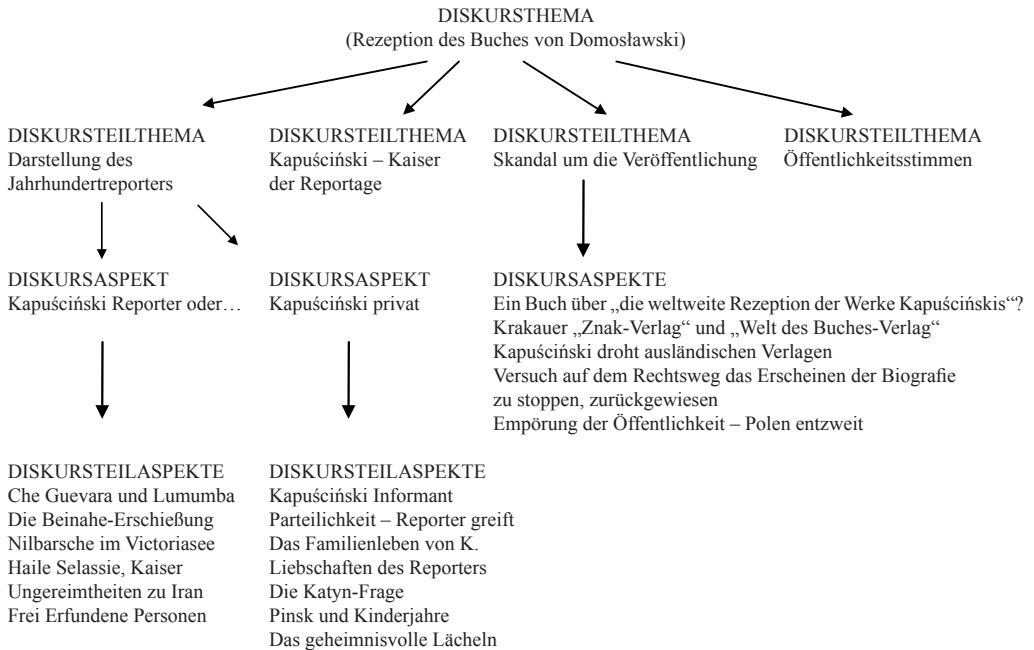 DISKURSTHEMA
(Rezeption des Buches von Domosławski)
DISKURSTEILTHEMA
Darstellung des
Jahrhundertreporters
DISKURSTEILTHEMA
Kapuściński – Kaiser
der Reportage
DISKURSTEILTHEMA
Skandal um die Veröffentlichung
DISKURSTEILTHEMA
Öffentlichkeitsstimmen
DISKURSASPEKT
Kapuściński Reporter oder…
DISKURSASPEKT
Kapuściński privat
DISKURSASPEKTE
Ein Buch über „die weltweite Rezeption der Werke Kapuścińskis“?
Krakauer „Znak-Verlag“ und „Welt des Buches-Verlag“
Kapuściński droht ausländischen Verlagen
Versuch auf dem Rechtsweg das Erscheinen der Biografie
zu stoppen, zurückgewiesen
Empörung der Öffentlichkeit – Polen entzweit
DISKURSTEILASPEKTE
Che Guevara und Lumumba
Die Beinahe-Erschießung
Nilbarsche im Victoriasee
Haile Selassie, Kaiser
Ungereimtheiten zu Iran
Frei Erfundene Personen
DISKURSTEILASPEKTE
Kapuściński Informant
Parteilichkeit – Reporter greift
Das Familienleben von K.
Liebschaften des Reporters
Die Katyn-Frage
Pinsk und Kinderjahre
Das geheimnisvolle Lächeln